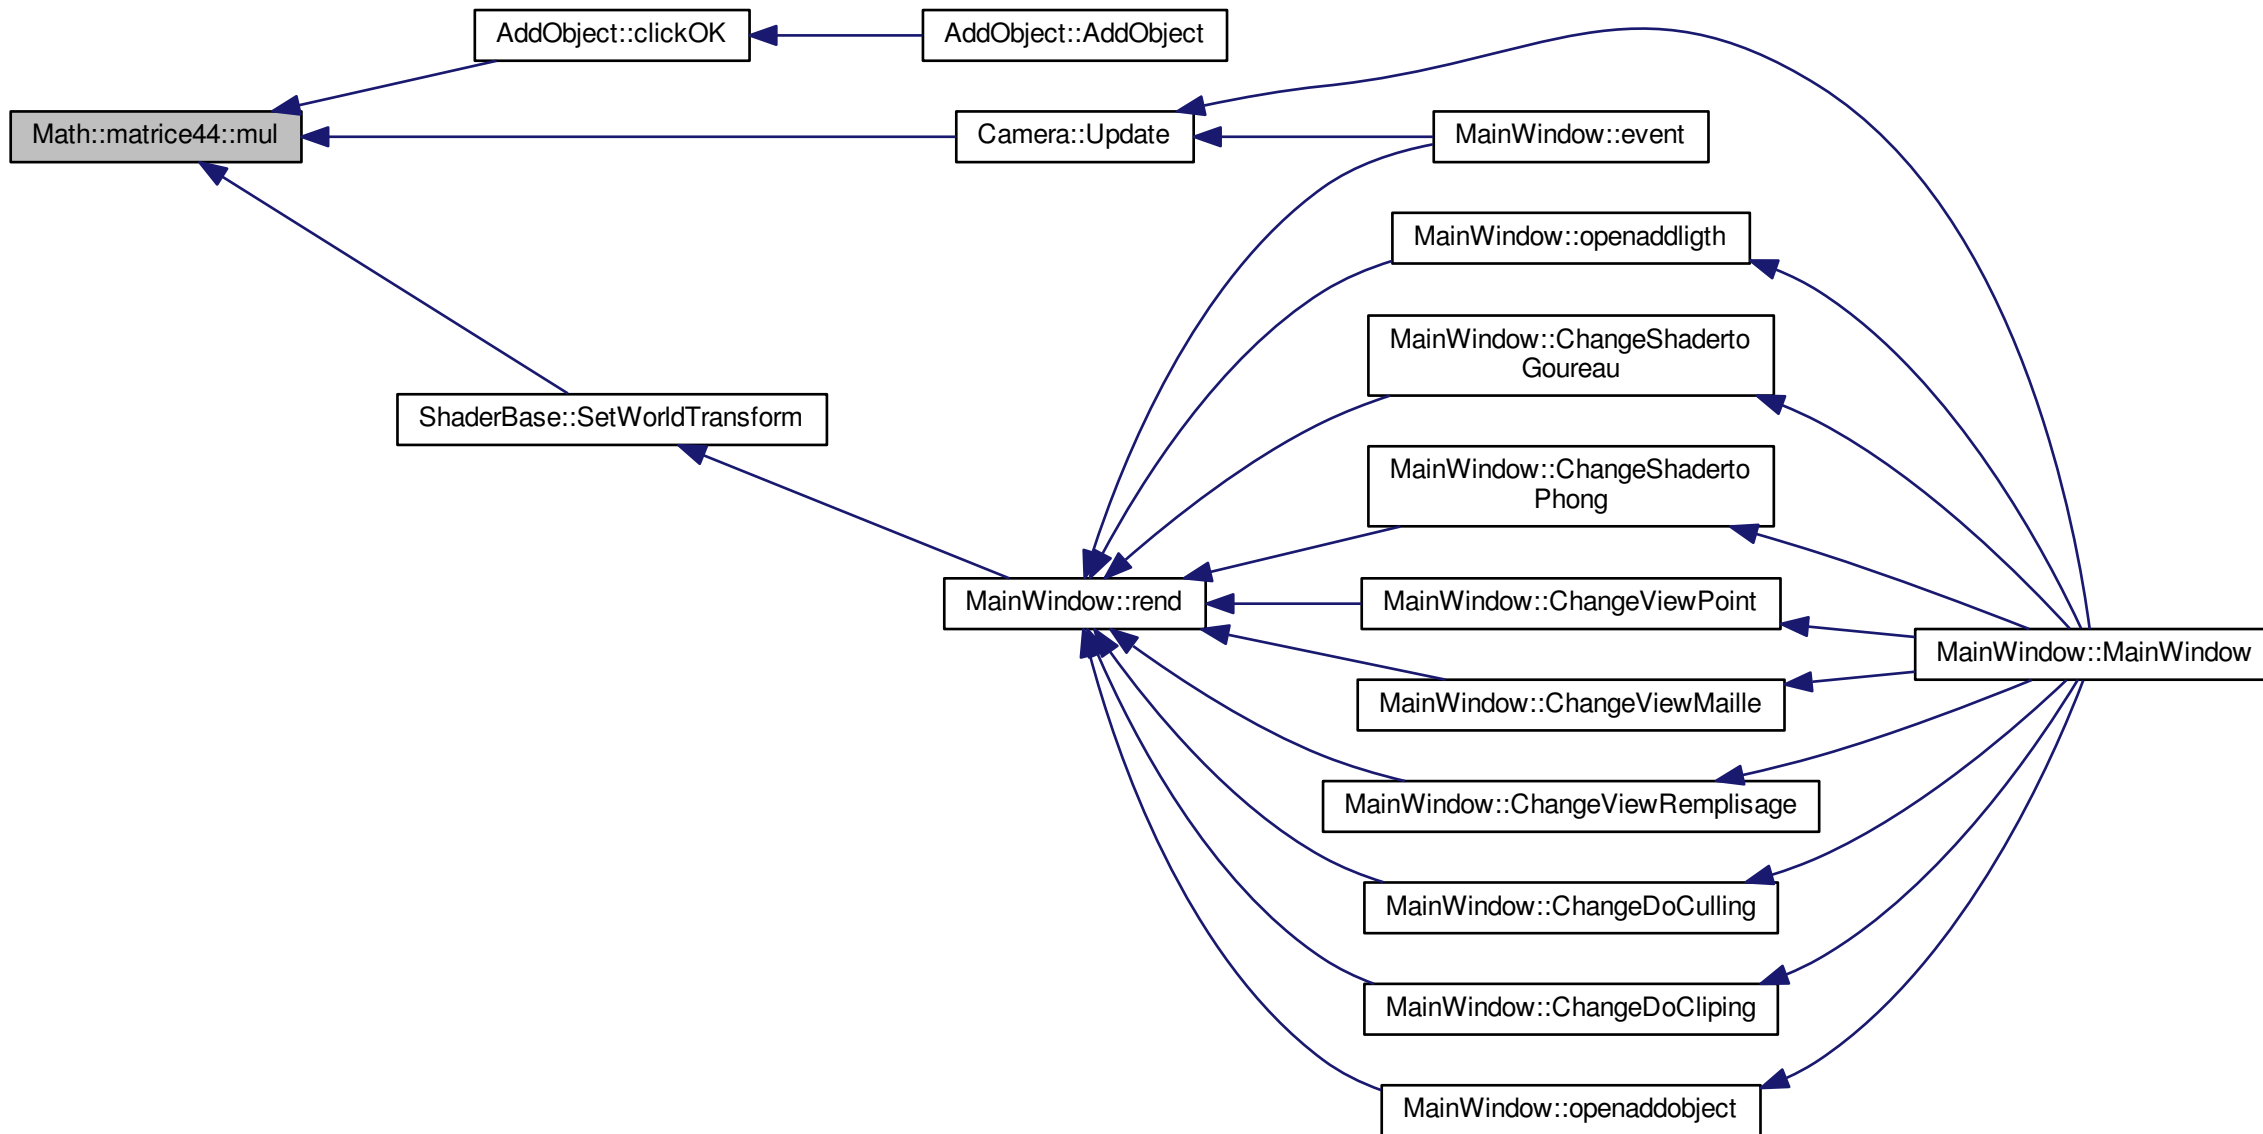 AddObject::clickOK
AddObject::AddObject
Math::matrice44::mul
Camera::Update
MainWindow::event
MainWindow::openaddligth
MainWindow::ChangeShaderto
Goureau
ShaderBase::SetWorldTransform
MainWindow::ChangeShaderto
Phong
MainWindow::rend
MainWindow::ChangeViewPoint
MainWindow::MainWindow
MainWindow::ChangeViewMaille
MainWindow::ChangeViewRemplisage
MainWindow::ChangeDoCulling
MainWindow::ChangeDoCliping
MainWindow::openaddobject